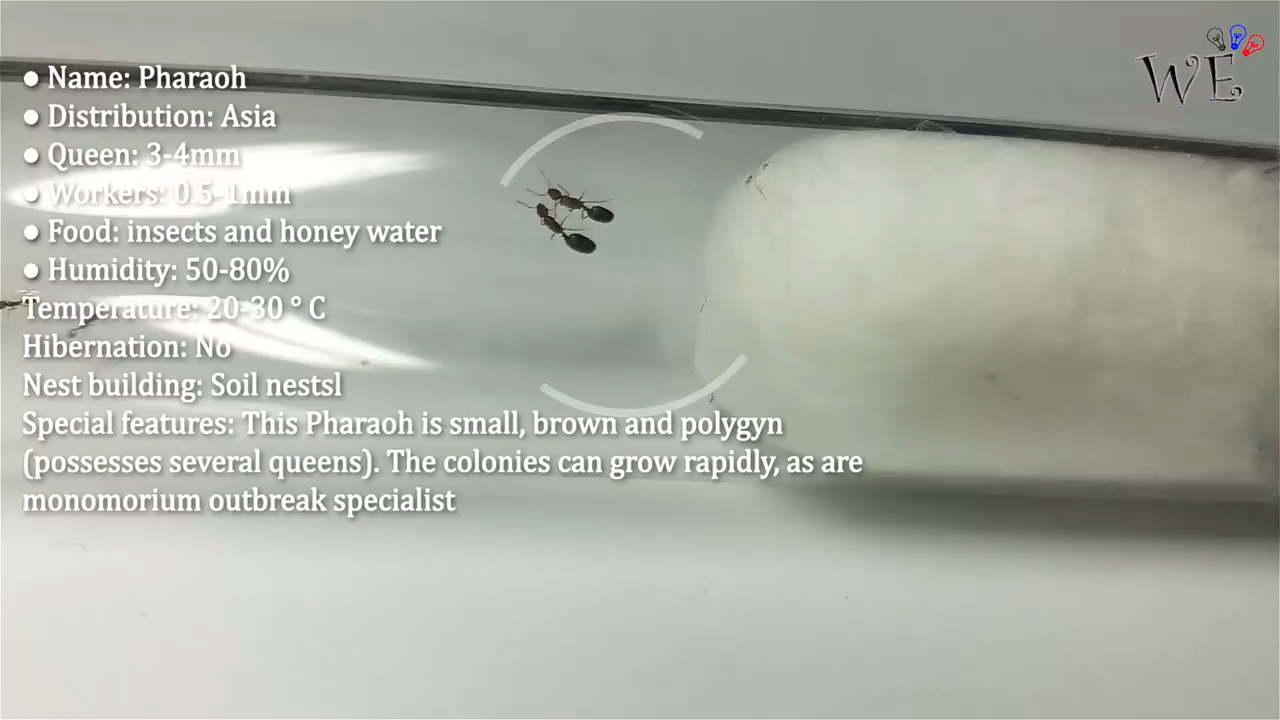 ● Name: Pharaoh
● Distribution: Asia
● Queen: 3-4mm
● Workers: 0.5-1mm
● Food: insects and honey water
● Humidity: 50-80%
Temperature: 20-30 ° C
Hibernation: No
Nest building: Soil nestsl
Special features: This Pharaoh is small, brown and polygyn
(possesses several queens). The colonies can grow rapidly, as are
monomorium outbreak specialist
WE